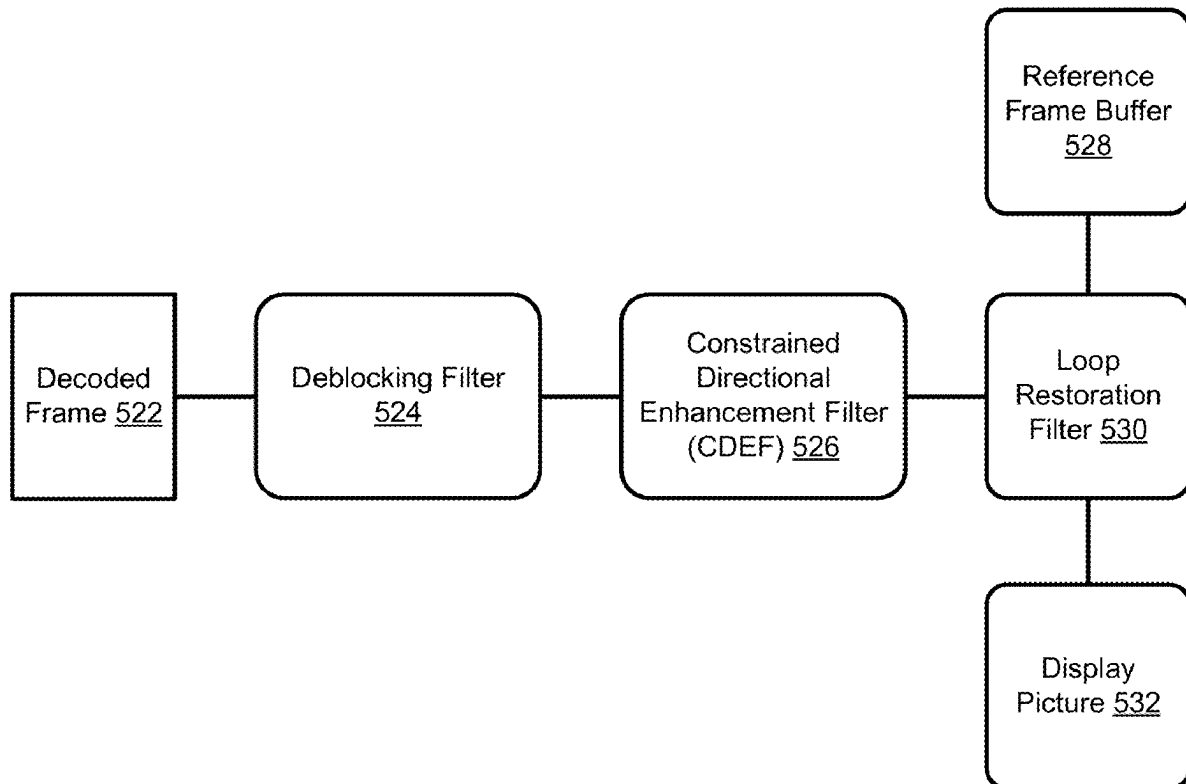 Reference
Frame Buffer
528
Decoded
Frame 522
Deblocking Filter
524
Constrained
Directional
Enhancement Filter
(CDEF) 526
Loop
Restoration
Filter 530
Display
Picture 532